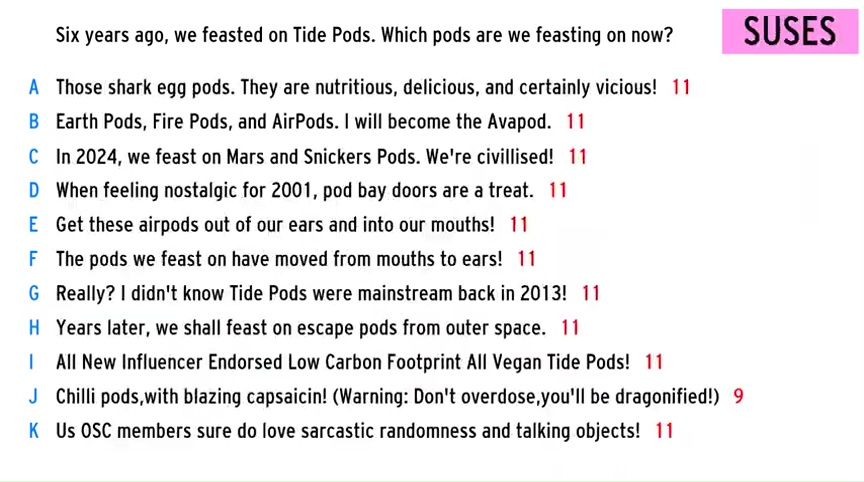 Six years ago, we feasted on Tide Pods. Which pods are we feasting on now?
SUSES
A Those shark egg pods. They are nutritious, delicious, and certainly vicious! 11
B Earth Pods, Fire Pods, and AirPods. I will become the Avapod. 11
C In 2024, we feast on Mars and Snickers Pods. We're civillised! 11
D When feeling nostalgic for 2001, pod bay doors are a treat. 11
E Get these airpods out of our ears and into our mouths! 11
F The pods we feast on have moved from mouths to ears! 11
G Really? I didn't know Tide Pods were mainstream back in 2013! 11
H Years later, we shall feast on escape pods from outer space. 11
I All New Influencer Endorsed Low Carbon Footprint All Vegan Tide Pods! 11
J Chilli pods,with blazing capsaicin! (Warning: Don't overdose,you'll be dragonified!) 9
K Us OSC members sure do love sarcastic randomness and talking objects! 11